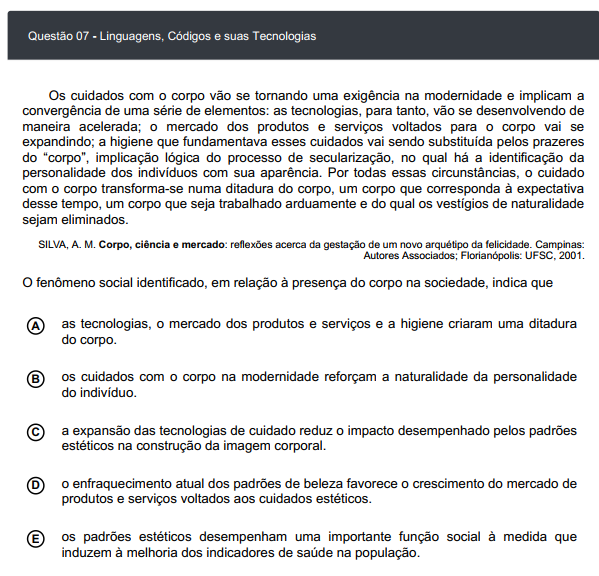 Questão 07 - Linguagens, Códigos e suas Tecnologias
Os cuidados com o corpo vão se tornando uma exigência na modernidade e implicam a
convergência de uma série de elementos: as tecnologias, para tanto, vão se desenvolvendo de
maneira acelerada; o mercado dos produtos e serviços voltados para o corpo vai se
expandindo; a higiene que fundamentava esses cuidados vai sendo substituída pelos prazeres
do “corpo”, implicação lógica do processo de secularização, no qual há a identificação da
personalidade dos indivíduos com sua aparência. Por todas essas circunstâncias, o cuidado
com o corpo transforma-se numa ditadura do corpo, um corpo que corresponda à expectativa
desse tempo, um corpo que seja trabalhado arduamente e do qual os vestígios de naturalidade
sejam eliminados.
SILVA, A. M. Corpo, ciência e mercado: reflexões acerca da gestação de um novo arquétipo da felicidade. Campinas:
Autores Associados; Florianópolis: UFSC, 2001.
O fenômeno social identificado, em relação à presença do corpo na sociedade, indica que
A as tecnologias, o mercado dos produtos e serviços e a higiene criaram uma ditadura
do corpo.
B os cuidados com o corpo na modernidade reforçam a naturalidade da personalidade
do indivíduo.
C a expansão das tecnologias de cuidado reduz o impacto desempenhado pelos padrões
estéticos na construção da imagem corporal.
D o enfraquecimento atual dos padrões de beleza favorece o crescimento do mercado de
produtos e serviços voltados aos cuidados estéticos.
E os padrões estéticos desempenham uma importante função social à medida que
induzem à melhoria dos indicadores de saúde na população.